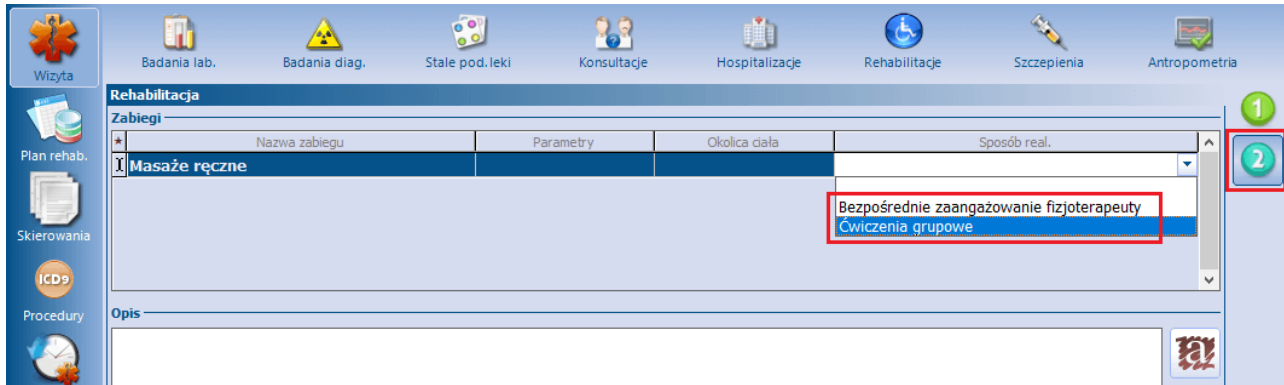 Wizyta
Badania lab.
Badania diag.
Stale pod.leki
Konsultacje
Hospitalizacje
Rehabilitacje
Szczepienia
Antropometria
Plan rehab.
Skierowania
ICD9
Procedury
Rehabilitacja
Zabiegi
* Nazwa zabiegu Parametry Okolica ciała Sposób real.
Masaże ręczne
Bezpośrednie zaangażowanie fizjoterapeuty
Ćwiczenia grupowe
Opis
1
2